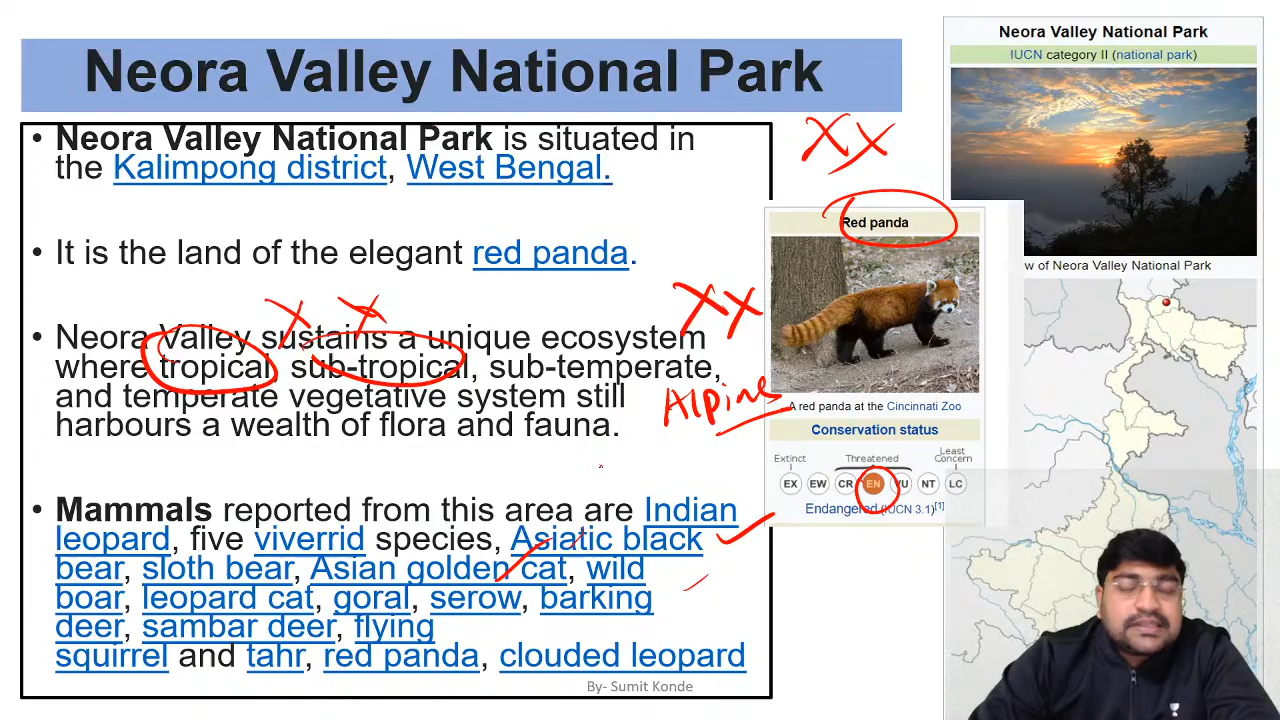 Neora Valley National Park
• Neora Valley National Park is situated in
the Kalimpong district, West Bengal.
• It is the land of the elegant red panda.
• Neora Valley sustains a unique ecosystem
where tropical, sub-tropical, sub-temperate,
and temperate vegetative system still
harbours a wealth of flora and fauna.
• Mammals reported from this area are Indian
leopard, five viverrid species, Asiatic black
bear, sloth bear, Asian golden cat, wild
boar, leopard cat, goral, serow, barking
deer, sambar deer, flying
squirrel and tahr, red panda, clouded leopard
By- Sumit Konde
XX
X X
XX
Alpine
Red panda
A red panda at the Cincinnati Zoo
Conservation status
Extinct Threatened Least
Concern
EX EW CR EN VU NT LC
Endangered (IUCN 3.1)[1]
Neora Valley National Park
IUCN category II (national park)
w of Neora Valley National Park